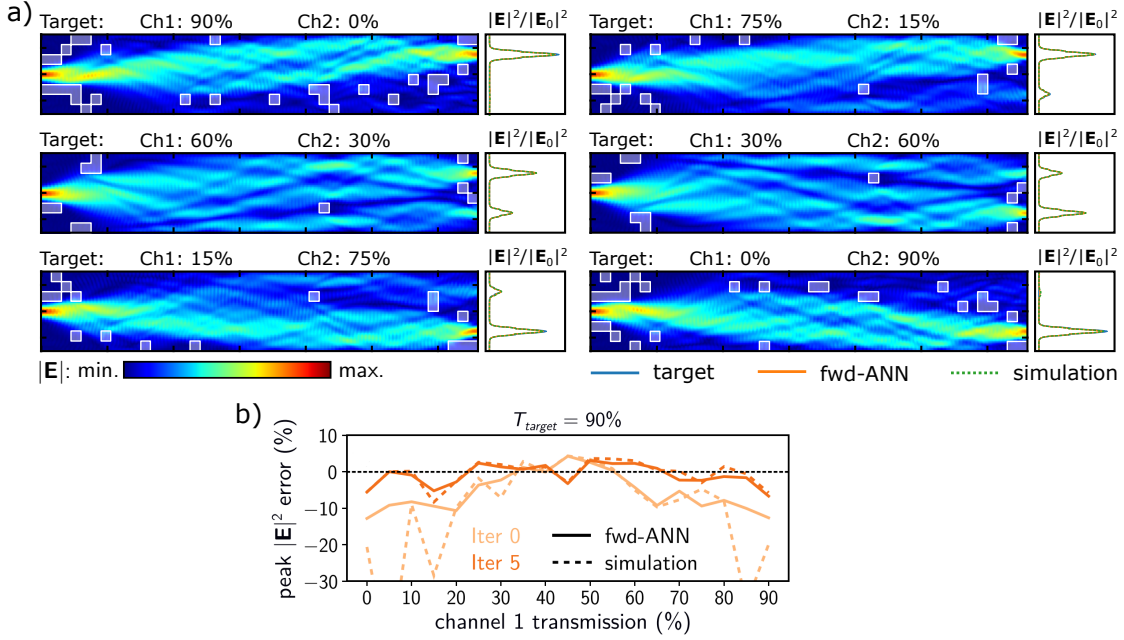 a)
Target: Ch1: 90% Ch2: 0% |E|²/|E₀|²
Target: Ch1: 75% Ch2: 15% |E|²/|E₀|²
Target: Ch1: 60% Ch2: 30% |E|²/|E₀|²
Target: Ch1: 30% Ch2: 60% |E|²/|E₀|²
Target: Ch1: 15% Ch2: 75% |E|²/|E₀|²
Target: Ch1: 0% Ch2: 90% |E|²/|E₀|²
|E|: min. max.
target fwd-ANN simulation
b)
T_target = 90%
peak |E|² error (%)
10
0
−10
−20
−30
Iter 0 fwd-ANN
Iter 5 simulation
0 10 20 30 40 50 60 70 80 90
channel 1 transmission (%)